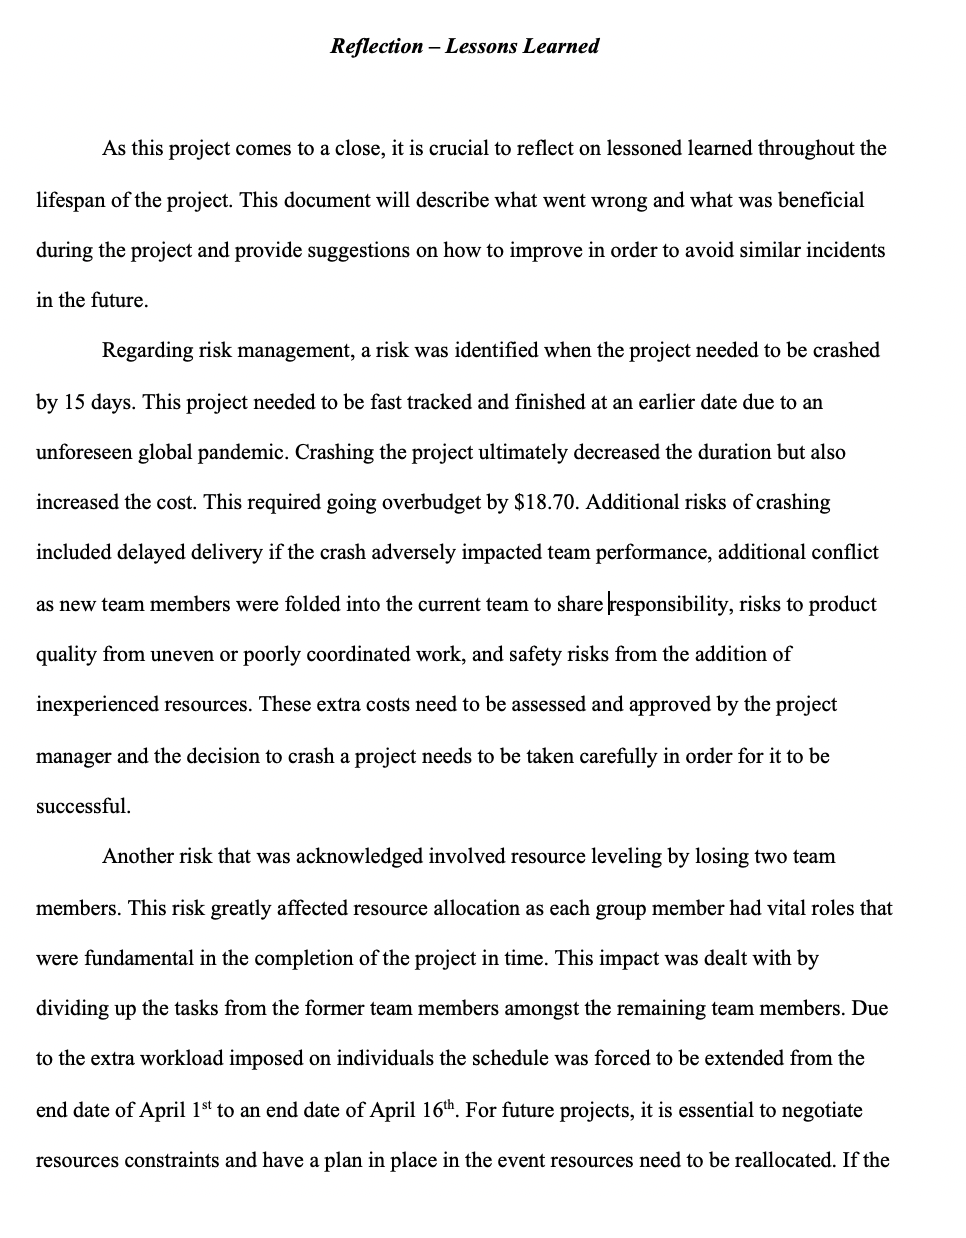 Reflection – Lessons Learned
As this project comes to a close, it is crucial to reflect on lessoned learned throughout the
lifespan of the project. This document will describe what went wrong and what was beneficial
during the project and provide suggestions on how to improve in order to avoid similar incidents
in the future.
Regarding risk management, a risk was identified when the project needed to be crashed
by 15 days. This project needed to be fast tracked and finished at an earlier date due to an
unforeseen global pandemic. Crashing the project ultimately decreased the duration but also
increased the cost. This required going overbudget by $18.70. Additional risks of crashing
included delayed delivery if the crash adversely impacted team performance, additional conflict
as new team members were folded into the current team to share responsibility, risks to product
quality from uneven or poorly coordinated work, and safety risks from the addition of
inexperienced resources. These extra costs need to be assessed and approved by the project
manager and the decision to crash a project needs to be taken carefully in order for it to be
successful.
Another risk that was acknowledged involved resource leveling by losing two team
members. This risk greatly affected resource allocation as each group member had vital roles that
were fundamental in the completion of the project in time. This impact was dealt with by
dividing up the tasks from the former team members amongst the remaining team members. Due
to the extra workload imposed on individuals the schedule was forced to be extended from the
end date of April 1st to an end date of April 16th. For future projects, it is essential to negotiate
resources constraints and have a plan in place in the event resources need to be reallocated. If the